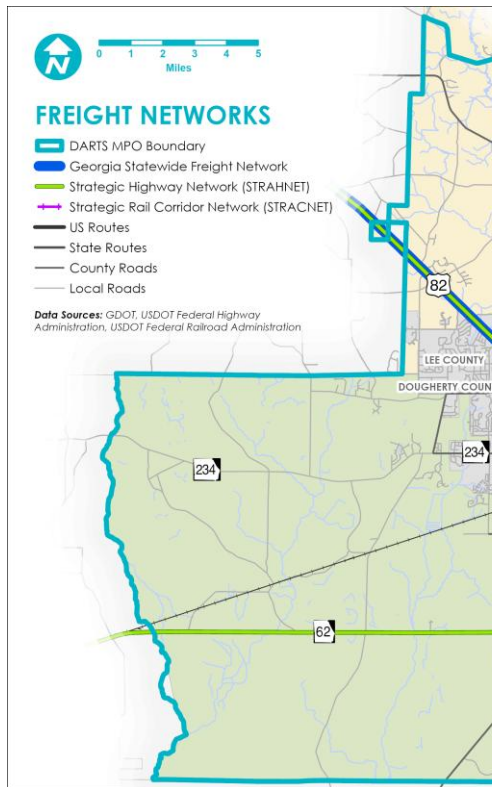 N
0 1 2 3 4 5
Miles
FREIGHT NETWORKS
DARTS MPO Boundary
Georgia Statewide Freight Network
Strategic Highway Network (STRAHNET)
Strategic Rail Corridor Network (STRACNET)
US Routes
State Routes
County Roads
Local Roads
Data Sources: GDOT, USDOT Federal Highway
Administration, USDOT Federal Railroad Administration
82
LEE COUNTY
DOUGHERTY COUN
234
234
62